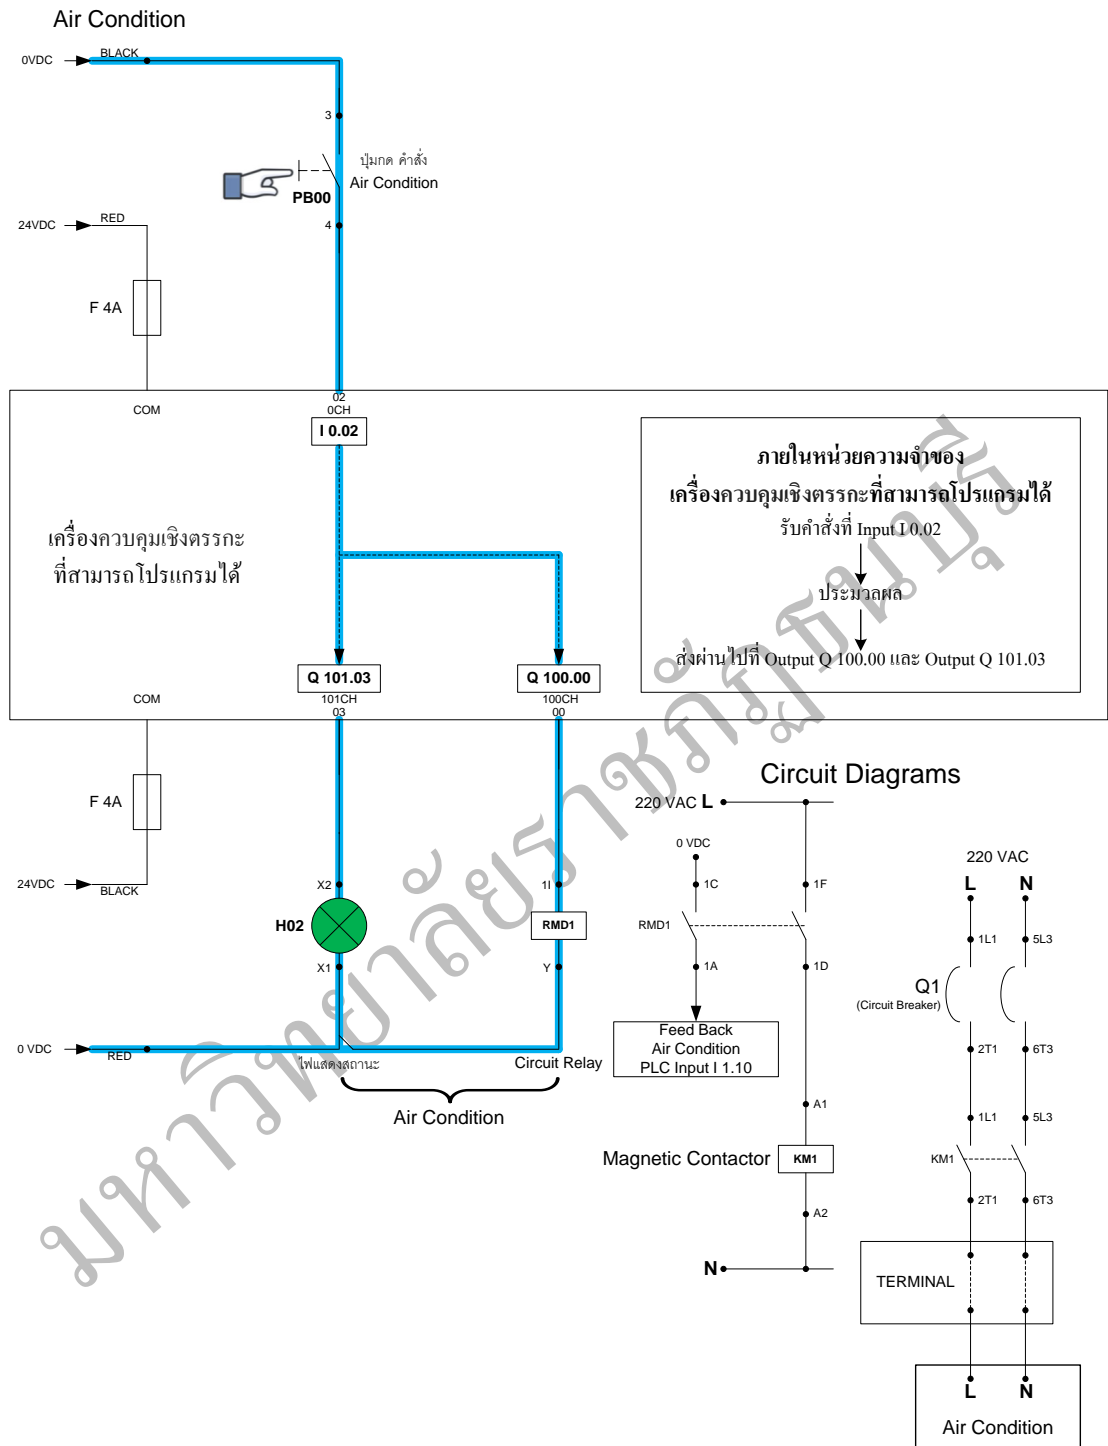 Air Condition
0VDC
BLACK
3
ปุ่มกด คำสั่ง
Air Condition
PB00
4
24VDC
RED
F 4A
COM
02
0CH
I 0.02
ภายในหน่วยความจำของ
เครื่องควบคุมเชิงตรรกะที่สามารถโปรแกรมได้
รับคำสั่งที่ Input I 0.02
ประมวลผล
ส่งผ่านไปที่ Output Q 100.00 และ Output Q 101.03
เครื่องควบคุมเชิงตรรกะ
ที่สามารถโปรแกรมได้
Q 101.03
Q 100.00
COM
101CH
03
100CH
00
F 4A
24VDC
BLACK
X2
H02
X1
1I
RMD1
Y
0 VDC
RED
ไฟแสดงสถานะ
Circuit Relay
Air Condition
Circuit Diagrams
220 VAC L
0 VDC
1C
1F
RMD1
1A
1D
Feed Back
Air Condition
PLC Input I 1.10
A1
Magnetic Contactor
KM1
A2
N
220 VAC
L N
1L1
5L3
Q1
(Circuit Breaker)
2T1
6T3
1L1
5L3
KM1
2T1
6T3
TERMINAL
L N
Air Condition
มหาวิทยาลัยราชภัฏธนบุรี